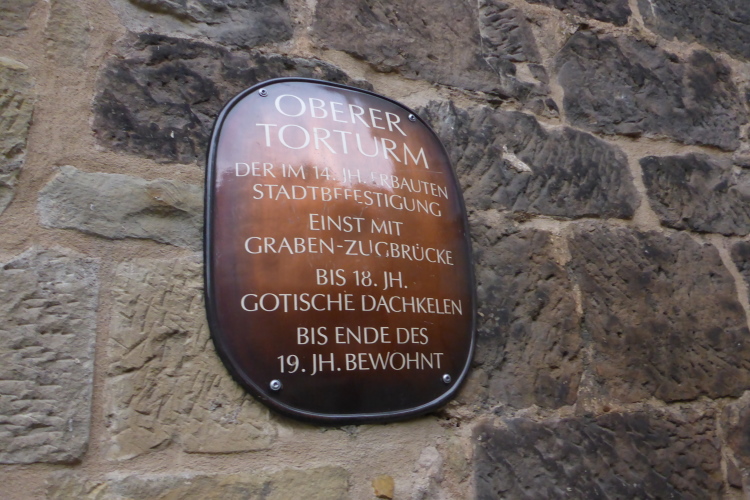 OBERER
TORTURM
DER IM 14. JH. ERBAUTEN
STADTBEFESTIGUNG
EINST MIT
GRABEN-ZUGBRÜCKE
BIS 18. JH.
GOTISCHE DACHKELEN
BIS ENDE DES
19. JH. BEWOHNT